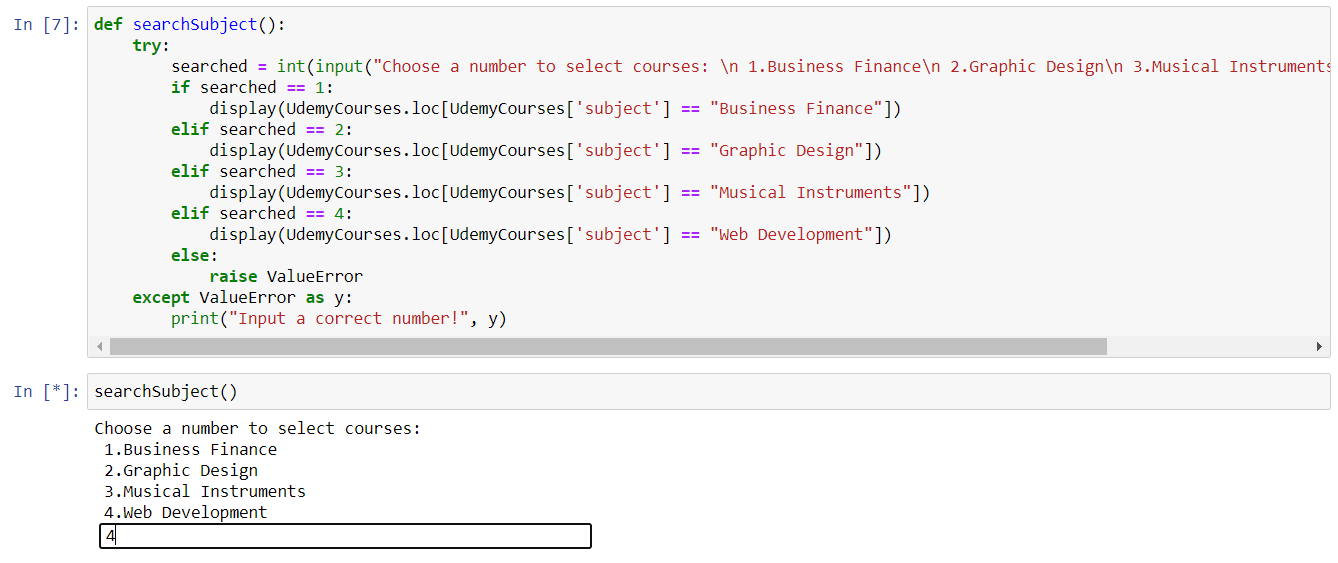 In [7]: def searchSubject():
    try:
        searched = int(input("Choose a number to select courses: \n 1.Business Finance\n 2.Graphic Design\n 3.Musical Instruments
        if searched == 1:
            display(UdemyCourses.loc[UdemyCourses['subject'] == "Business Finance"])
        elif searched == 2:
            display(UdemyCourses.loc[UdemyCourses['subject'] == "Graphic Design"])
        elif searched == 3:
            display(UdemyCourses.loc[UdemyCourses['subject'] == "Musical Instruments"])
        elif searched == 4:
            display(UdemyCourses.loc[UdemyCourses['subject'] == "Web Development"])
        else:
            raise ValueError
    except ValueError as y:
        print("Input a correct number!", y)
In [*]: searchSubject()
Choose a number to select courses:
 1.Business Finance
 2.Graphic Design
 3.Musical Instruments
 4.Web Development
4